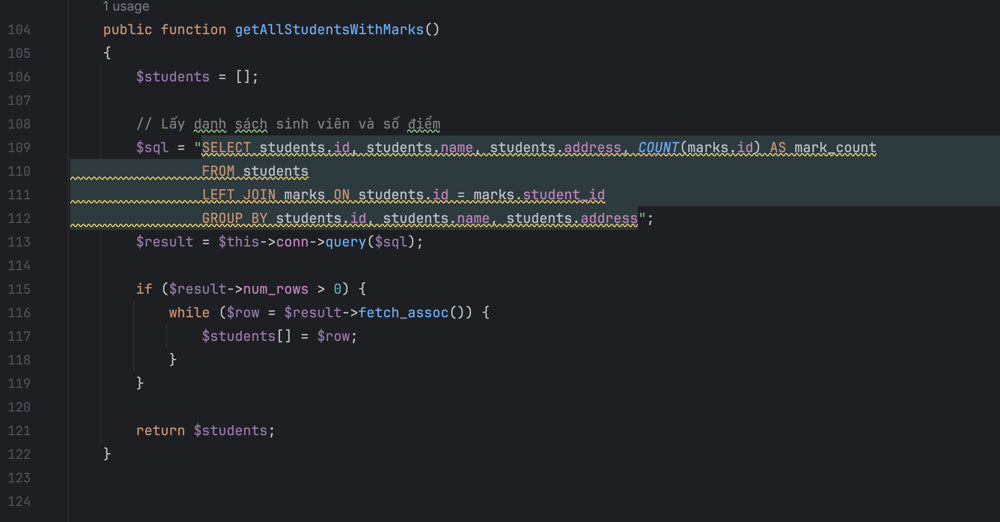 1 usage
104 public function getAllStudentsWithMarks()
105 {
106 $students = [];
107
108 // Lấy danh sách sinh viên và số điểm
109 $sql = "SELECT students.id, students.name, students.address, COUNT(marks.id) AS mark_count
110 FROM students
111 LEFT JOIN marks ON students.id = marks.student_id
112 GROUP BY students.id, students.name, students.address";
113 $result = $this->conn->query($sql);
114
115 if ($result->num_rows > 0) {
116 while ($row = $result->fetch_assoc()) {
117 $students[] = $row;
118 }
119 }
120
121 return $students;
122 }
123
124